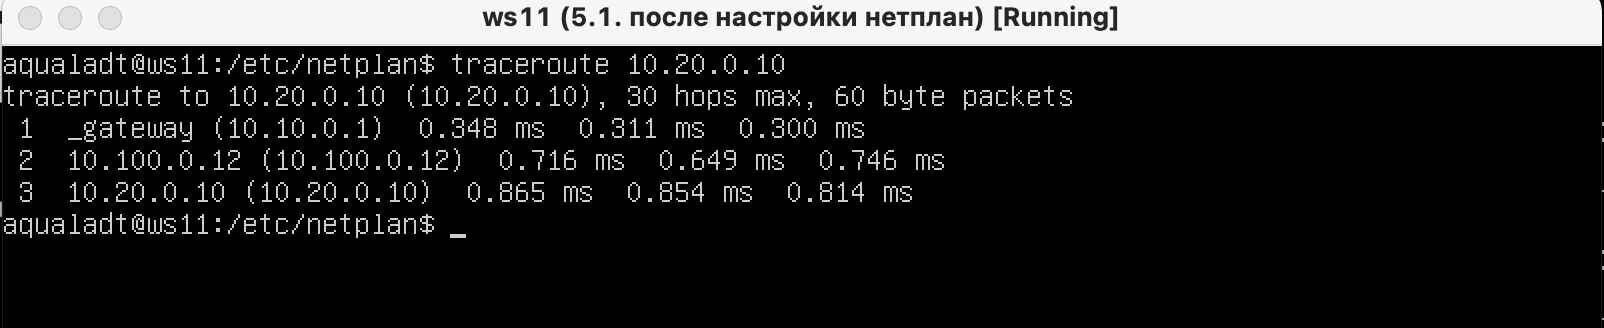 ws11 (5.1. после настройки нетплан) [Running]
aqualadt@ws11:/etc/netplan$ traceroute 10.20.0.10
traceroute to 10.20.0.10 (10.20.0.10), 30 hops max, 60 byte packets
 1  _gateway (10.10.0.1)  0.348 ms  0.311 ms  0.300 ms
 2  10.100.0.12 (10.100.0.12)  0.716 ms  0.649 ms  0.746 ms
 3  10.20.0.10 (10.20.0.10)  0.865 ms  0.854 ms  0.814 ms
aqualadt@ws11:/etc/netplan$ _